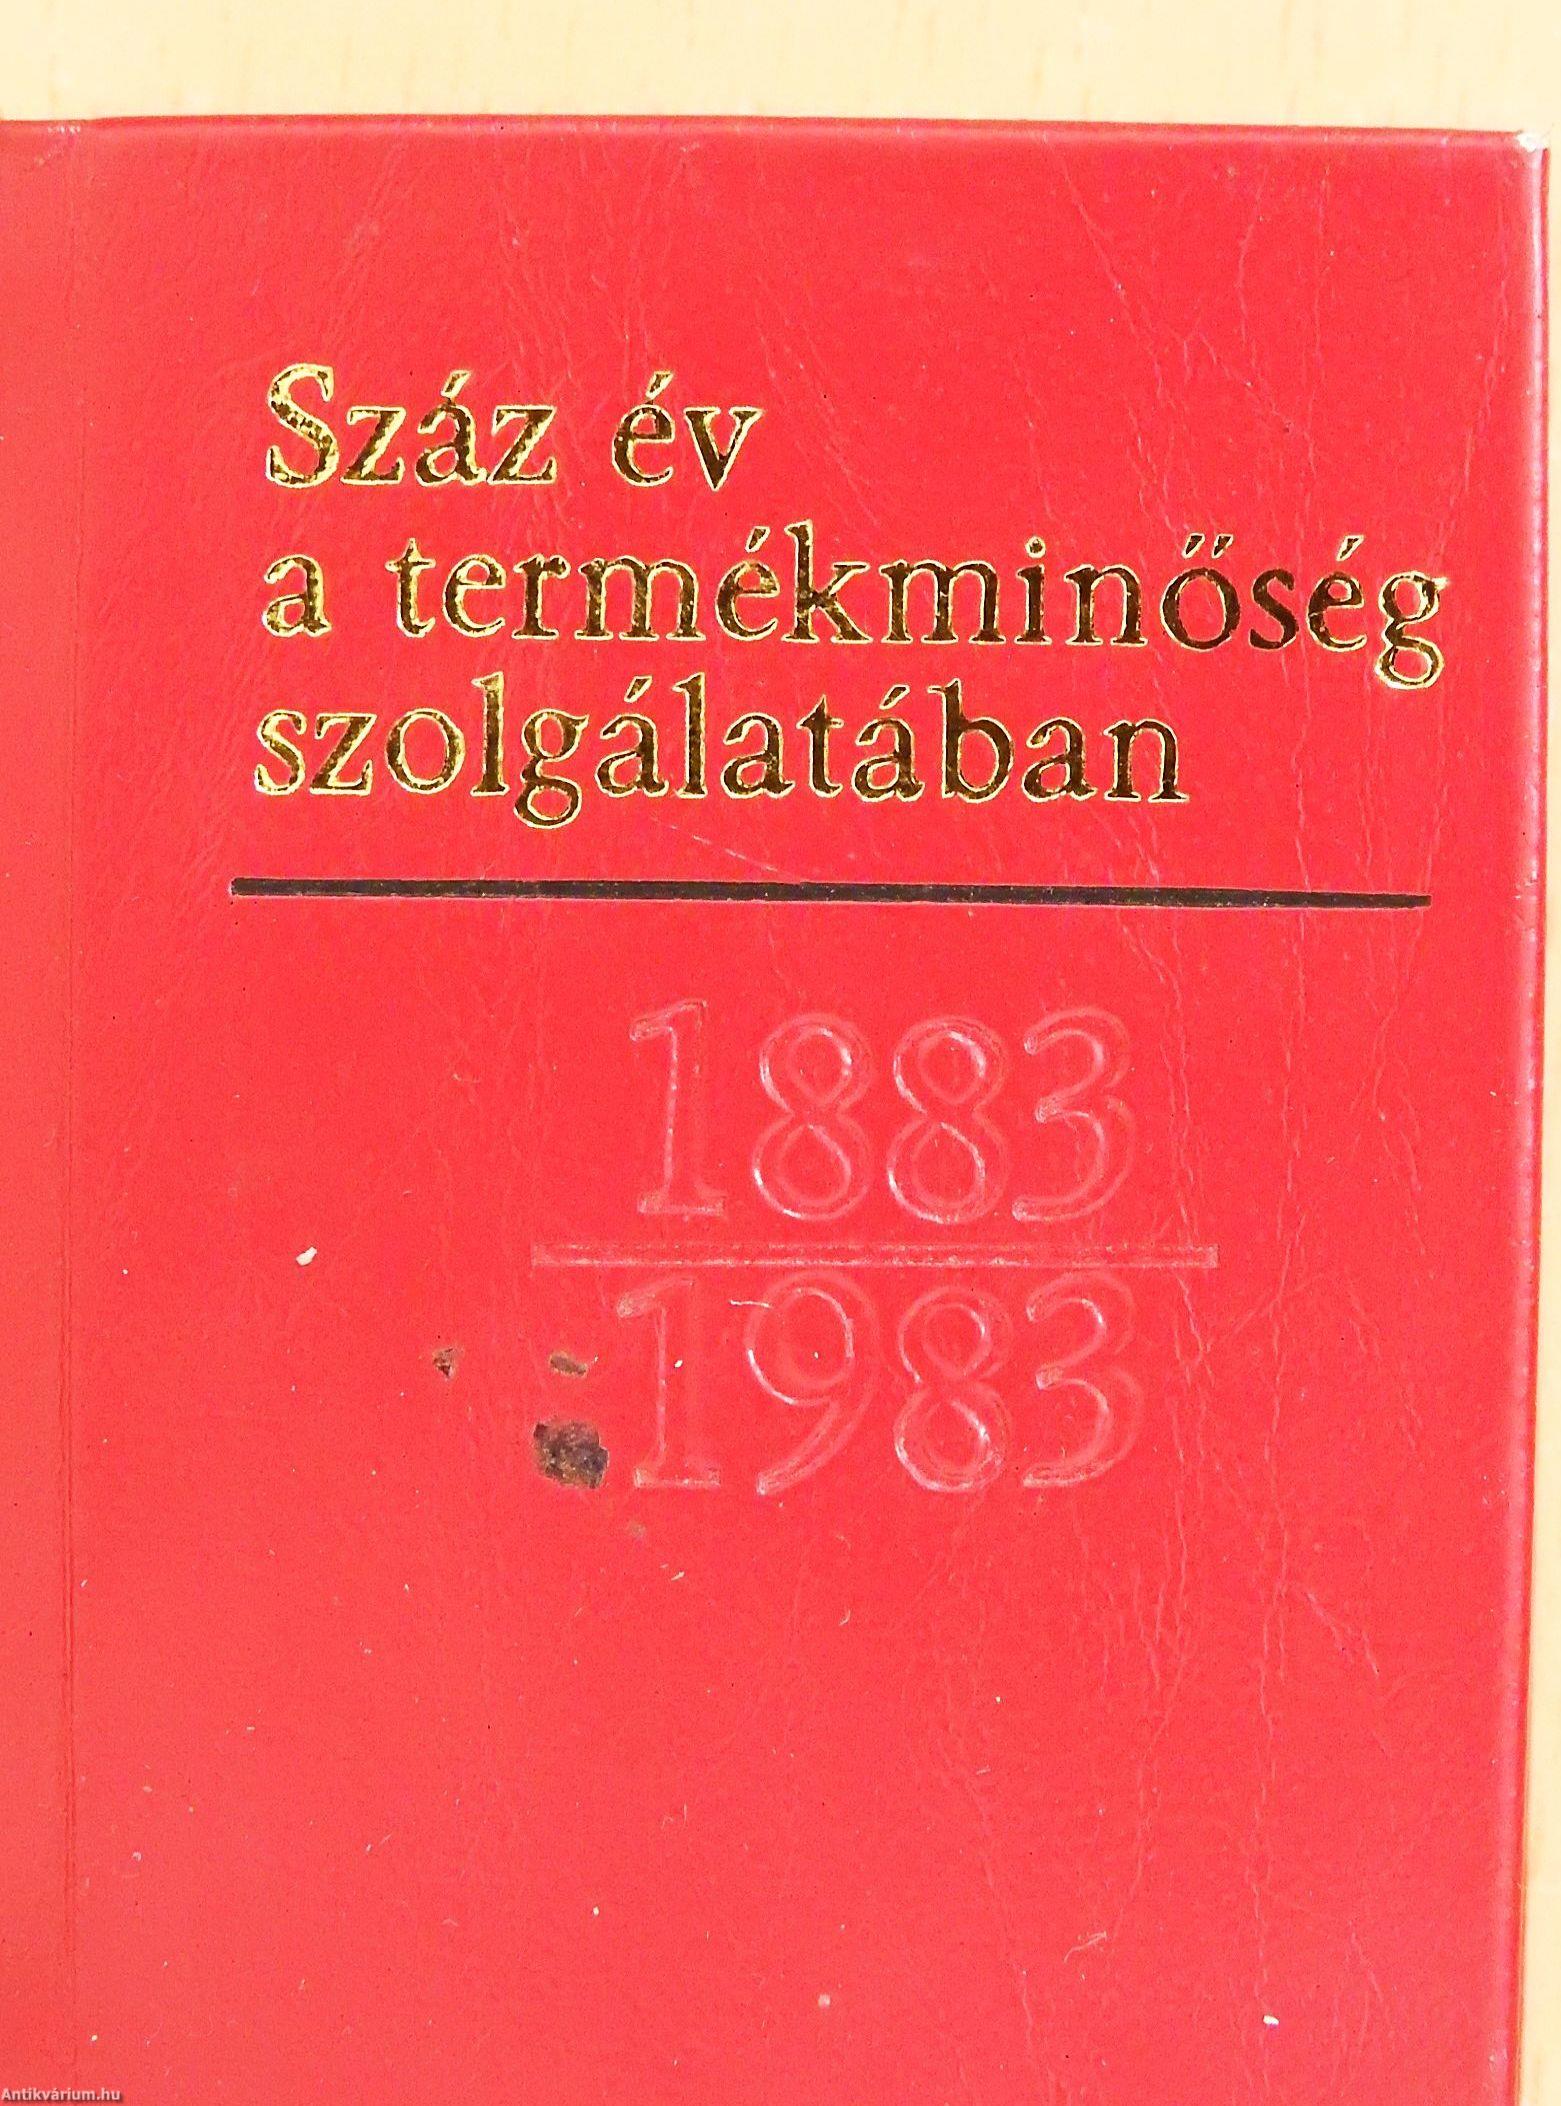 Száz év
a termékminőség
szolgálatában
1883
1983
Antikvárium.hu